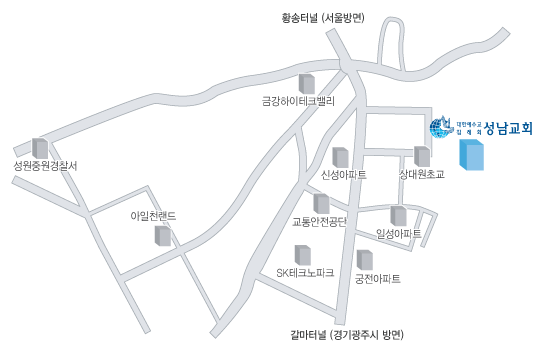 황송터널 (서울방면)
금강하이테크밸리
대한예수교
침례회
성남교회
성원중원경찰서
신성아파트
상대원초교
아일천랜드
교통안전공단
일성아파트
SK테크노파크
궁전아파트
갈마터널 (경기광주시 방면)